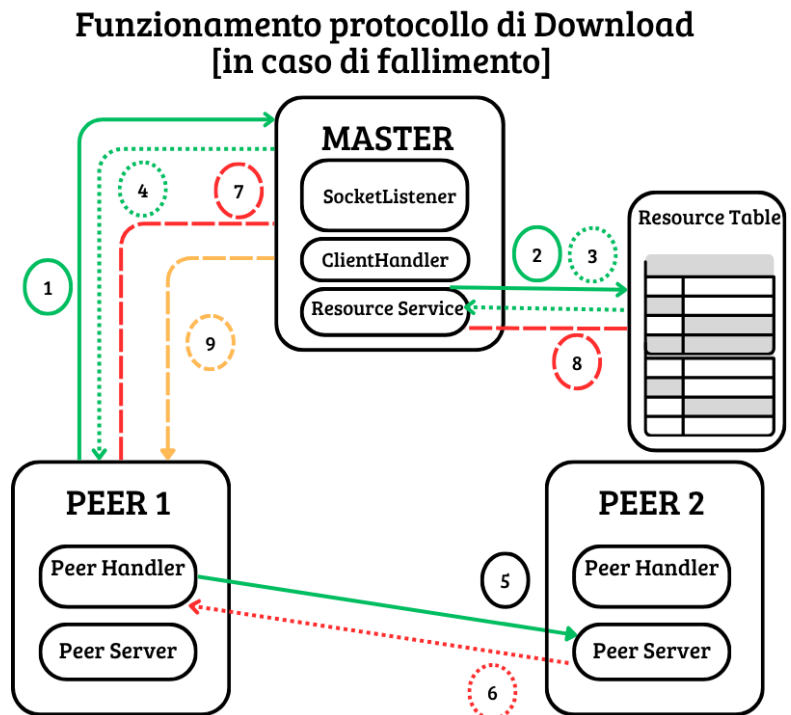 Funzionamento protocollo di Download
[in caso di fallimento]
MASTER
SocketListener
ClientHandler
Resource Service
Resource Table
1
4
7
2
3
9
8
PEER 1
Peer Handler
Peer Server
5
6
PEER 2
Peer Handler
Peer Server